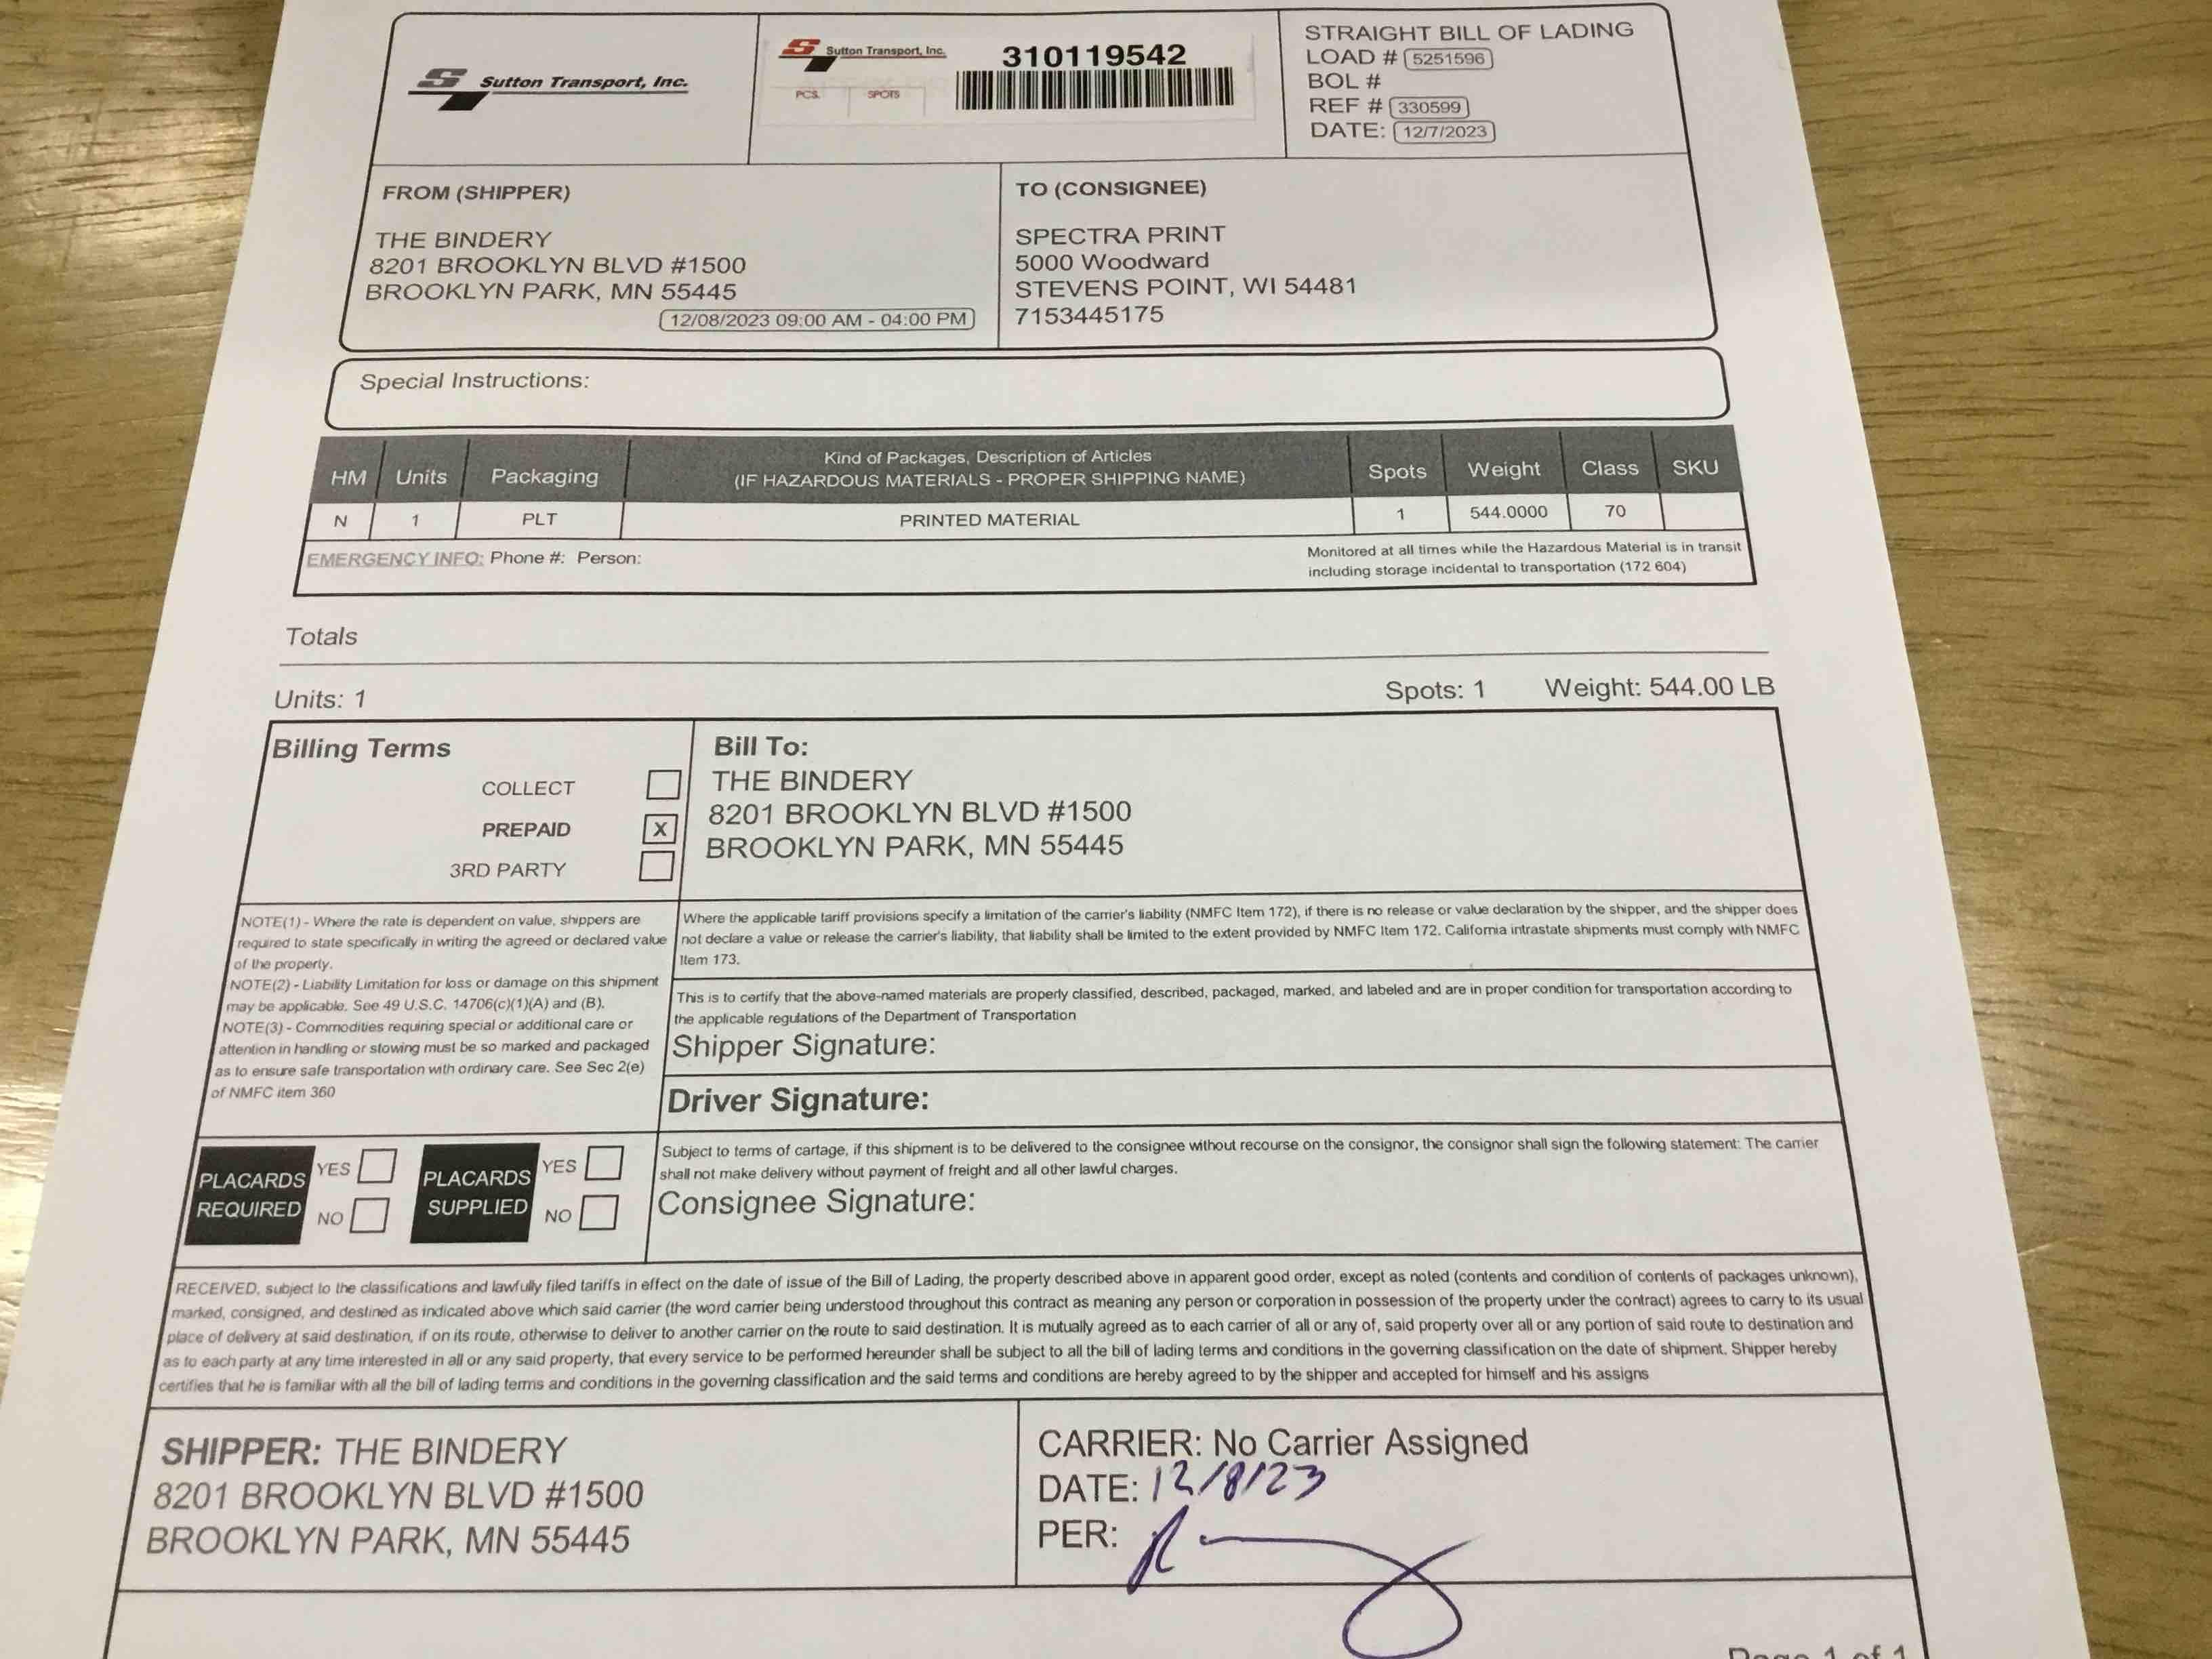 Sutton Transport, Inc.
Sutton Transport, Inc.
310119542
PCS.
SPOTS
STRAIGHT BILL OF LADING
LOAD # 5251596
BOL #
REF # 330599
DATE: 12/7/2023
FROM (SHIPPER)
THE BINDERY
8201 BROOKLYN BLVD #1500
BROOKLYN PARK, MN 55445
12/08/2023 09:00 AM - 04:00 PM
TO (CONSIGNEE)
SPECTRA PRINT
5000 Woodward
STEVENS POINT, WI 54481
7153445175
Special Instructions:
HM Units Packaging Kind of Packages, Description of Articles
(IF HAZARDOUS MATERIALS - PROPER SHIPPING NAME) Spots Weight Class SKU
N 1 PLT PRINTED MATERIAL 1 544.0000 70
EMERGENCY INFO: Phone #: Person:
Monitored at all times while the Hazardous Material is in transit
including storage incidental to transportation (172 604)
Totals
Units: 1 Spots: 1 Weight: 544.00 LB
Billing Terms
COLLECT
PREPAID X
3RD PARTY
Bill To:
THE BINDERY
8201 BROOKLYN BLVD #1500
BROOKLYN PARK, MN 55445
NOTE(1) - Where the rate is dependent on value, shippers are
required to state specifically in writing the agreed or declared value
of the property.
NOTE(2) - Liability Limitation for loss or damage on this shipment
may be applicable. See 49 U.S.C. 14706(c)(1)(A) and (B).
NOTE(3) - Commodities requiring special or additional care or
attention in handling or stowing must be so marked and packaged
as to ensure safe transportation with ordinary care. See Sec 2(e)
of NMFC item 360
Where the applicable tariff provisions specify a limitation of the carrier's liability (NMFC Item 172), if there is no release or value declaration by the shipper, and the shipper does
not declare a value or release the carrier's liability, that liability shall be limited to the extent provided by NMFC Item 172. California intrastate shipments must comply with NMFC
Item 173.
This is to certify that the above-named materials are properly classified, described, packaged, marked, and labeled and are in proper condition for transportation according to
the applicable regulations of the Department of Transportation
Shipper Signature:
Driver Signature:
PLACARDS
REQUIRED
YES
NO
PLACARDS
SUPPLIED
YES
NO
Subject to terms of cartage, if this shipment is to be delivered to the consignee without recourse on the consignor, the consignor shall sign the following statement: The carrier
shall not make delivery without payment of freight and all other lawful charges.
Consignee Signature:
RECEIVED, subject to the classifications and lawfully filed tariffs in effect on the date of issue of the Bill of Lading, the property described above in apparent good order, except as noted (contents and condition of contents of packages unknown),
marked, consigned, and destined as indicated above which said carrier (the word carrier being understood throughout this contract as meaning any person or corporation in possession of the property under the contract) agrees to carry to its usual
place of delivery at said destination, if on its route, otherwise to deliver to another carrier on the route to said destination. It is mutually agreed as to each carrier of all or any of, said property over all or any portion of said route to destination and
as to each party at any time interested in all or any said property, that every service to be performed hereunder shall be subject to all the bill of lading terms and conditions in the governing classification on the date of shipment. Shipper hereby
certifies that he is familiar with all the bill of lading terms and conditions in the governing classification and the said terms and conditions are hereby agreed to by the shipper and accepted for himself and his assigns
SHIPPER: THE BINDERY
8201 BROOKLYN BLVD #1500
BROOKLYN PARK, MN 55445
CARRIER: No Carrier Assigned
DATE: 12/8/23
PER:
Page 1 of 1